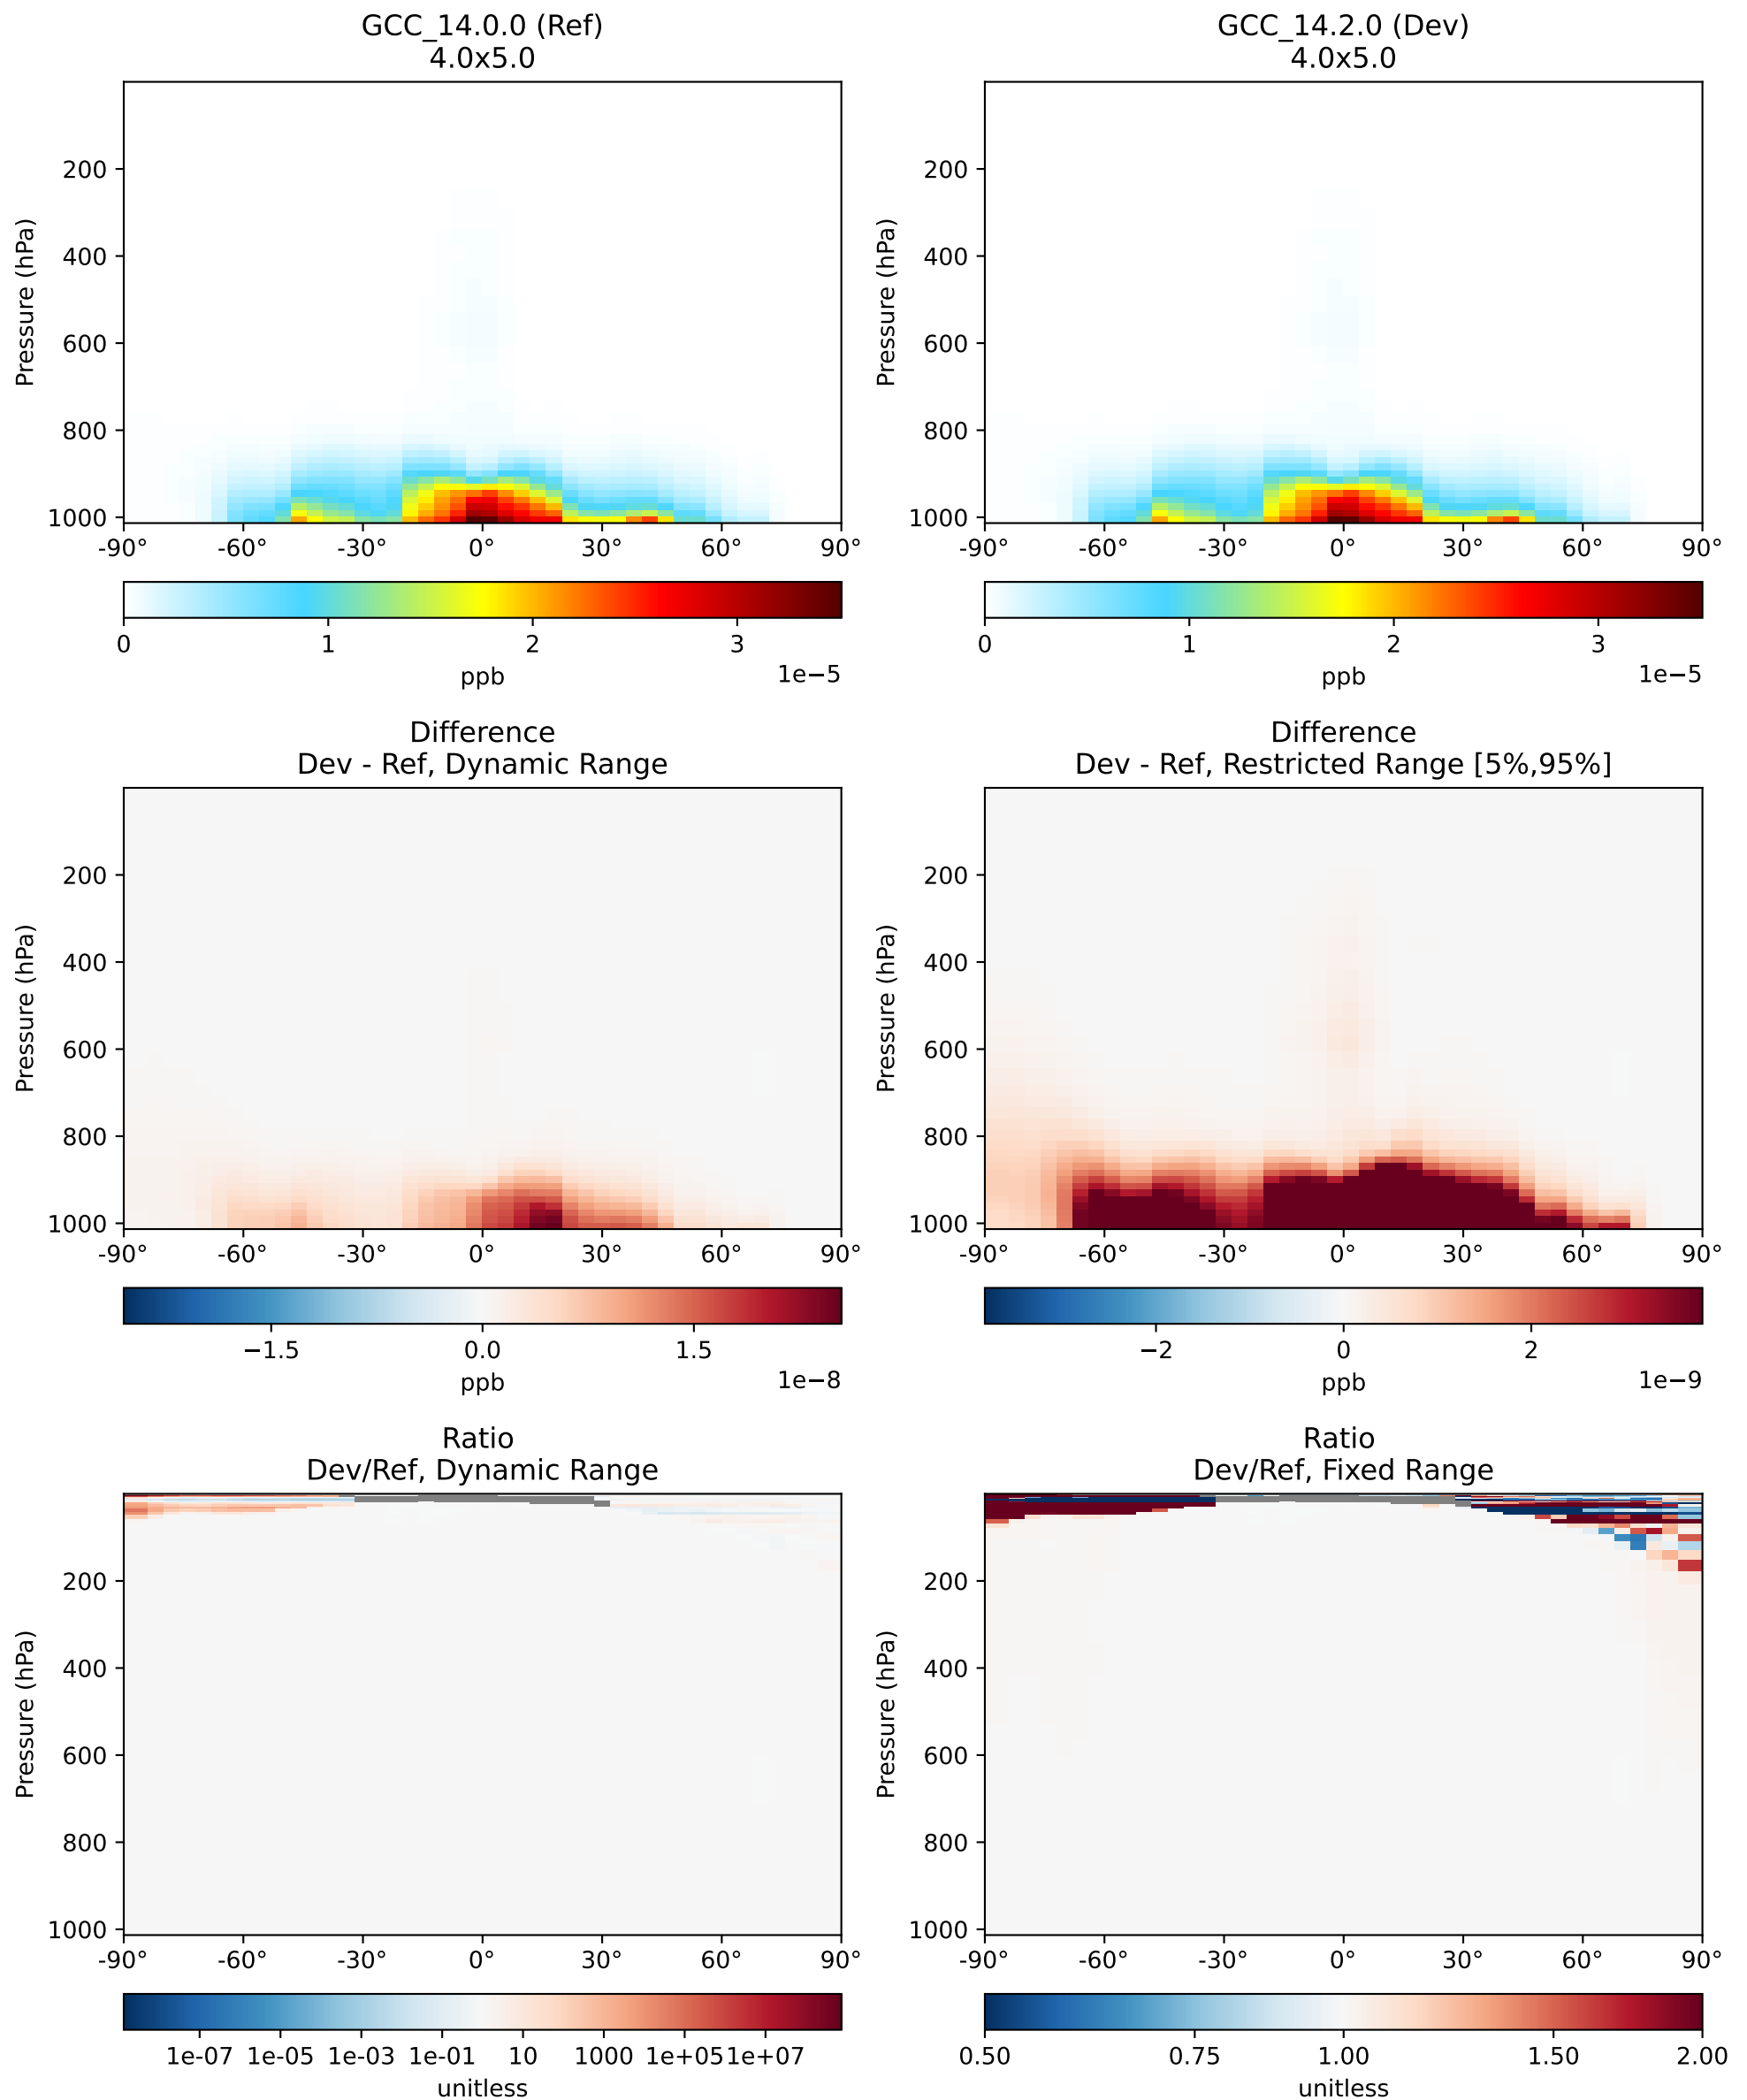 GCC_14.0.0 (Ref)
4.0x5.0
Pressure (hPa)
200
400
600
800
1000
-90° -60° -30° 0° 30° 60° 90°
0 1 2 3
ppb
1e−5
GCC_14.2.0 (Dev)
4.0x5.0
Pressure (hPa)
200
400
600
800
1000
-90° -60° -30° 0° 30° 60° 90°
0 1 2 3
ppb
1e−5
Difference
Dev - Ref, Dynamic Range
Pressure (hPa)
200
400
600
800
1000
-90° -60° -30° 0° 30° 60° 90°
−1.5 0.0 1.5
ppb
1e−8
Difference
Dev - Ref, Restricted Range [5%,95%]
Pressure (hPa)
200
400
600
800
1000
-90° -60° -30° 0° 30° 60° 90°
−2 0 2
ppb
1e−9
Ratio
Dev/Ref, Dynamic Range
Pressure (hPa)
200
400
600
800
1000
-90° -60° -30° 0° 30° 60° 90°
1e-07 1e-05 1e-03 1e-01 10 1000 1e+05 1e+07
unitless
Ratio
Dev/Ref, Fixed Range
Pressure (hPa)
200
400
600
800
1000
-90° -60° -30° 0° 30° 60° 90°
0.50 0.75 1.00 1.50 2.00
unitless